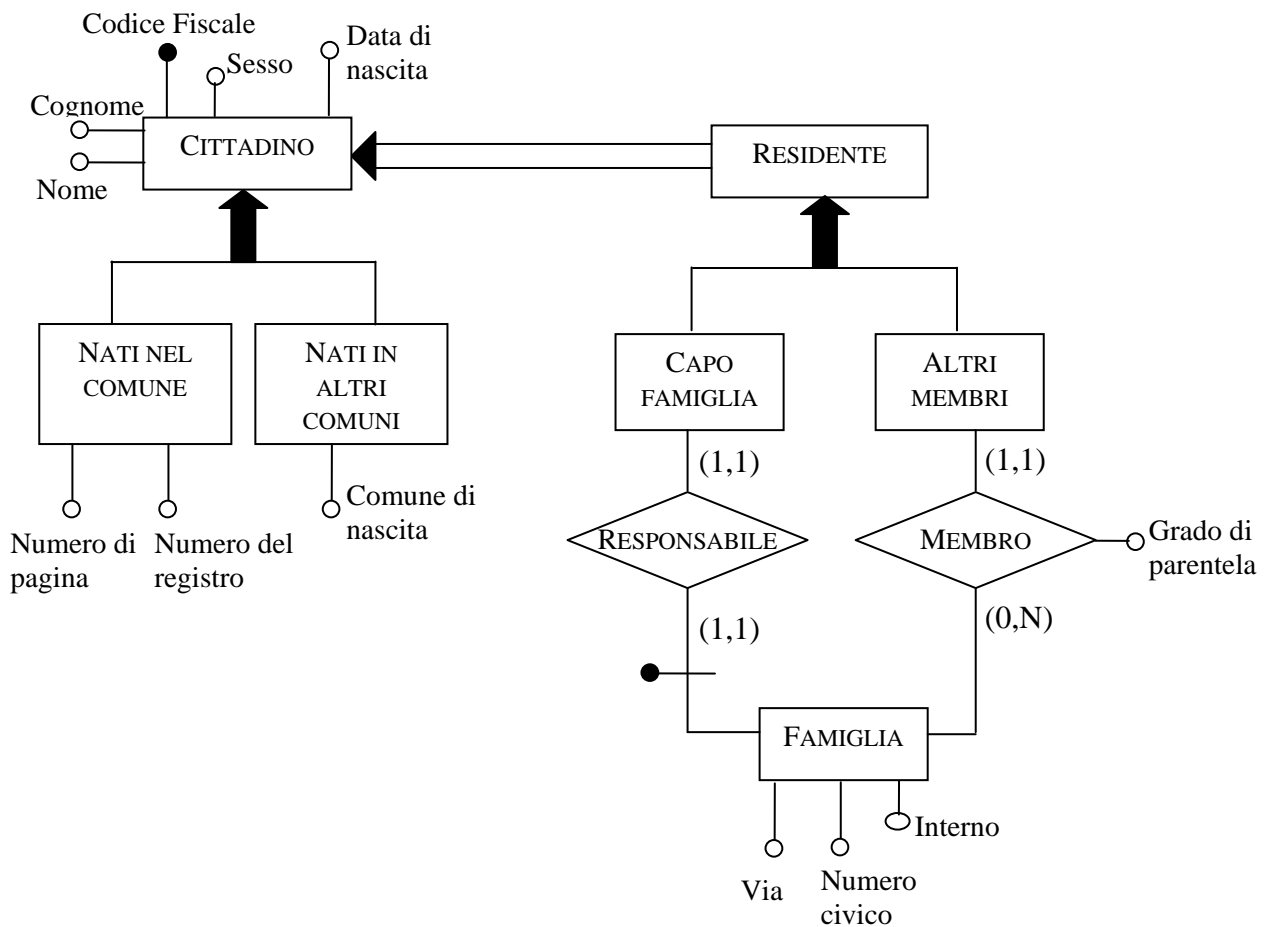 Codice Fiscale
Data di
nascita
Sesso
Cognome
Nome
CITTADINO
RESIDENTE
NATI NEL
COMUNE
NATI IN
ALTRI
COMUNI
CAPO
FAMIGLIA
ALTRI
MEMBRI
(1,1)
(1,1)
Numero di
pagina
Numero del
registro
Comune di
nascita
RESPONSABILE
MEMBRO
Grado di
parentela
(1,1)
(0,N)
FAMIGLIA
Interno
Via
Numero
civico